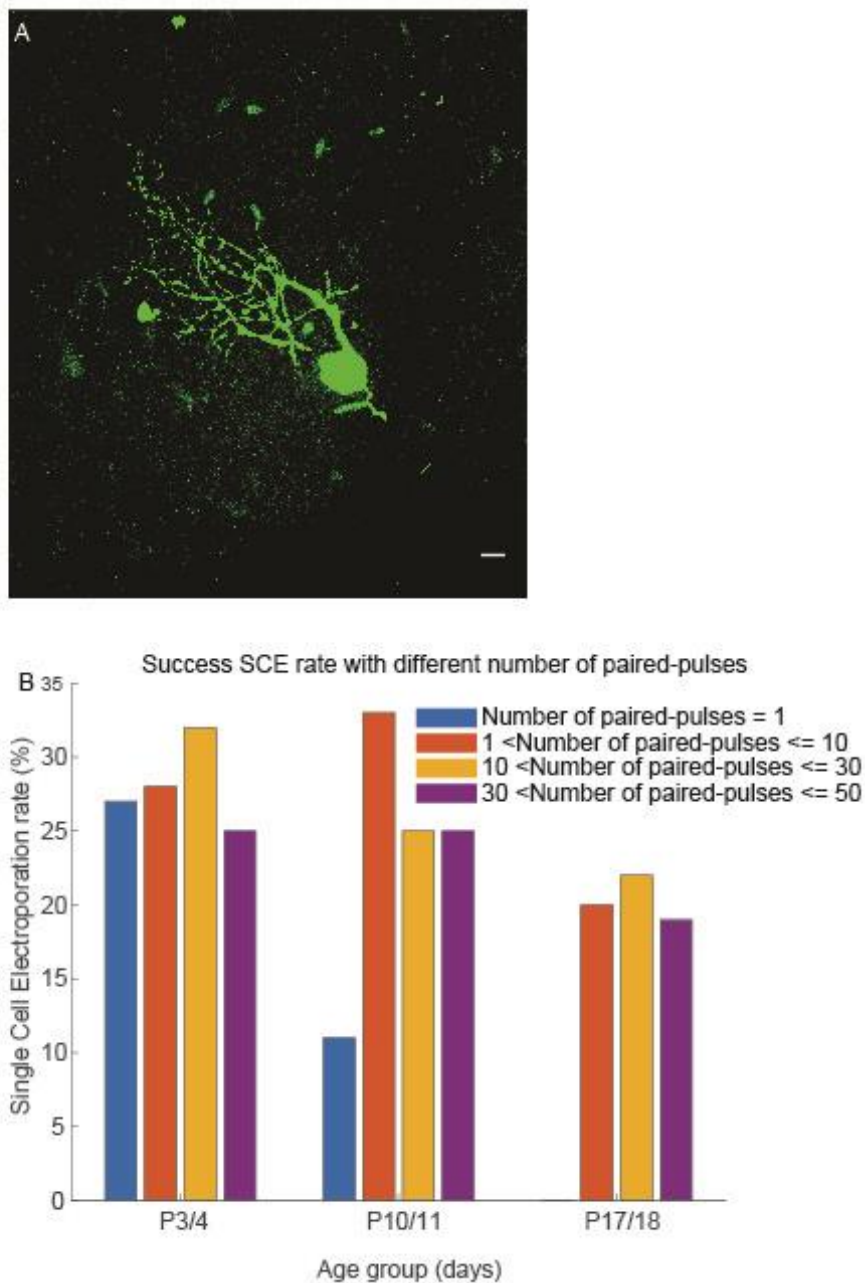 A
B
Success SCE rate with different number of paired-pulses
Number of paired-pulses = 1
1 <Number of paired-pulses <= 10
10 <Number of paired-pulses <= 30
30 <Number of paired-pulses <= 50
Single Cell Electroporation rate (%)
35
30
25
20
15
10
5
0
P3/4 P10/11 P17/18
Age group (days)